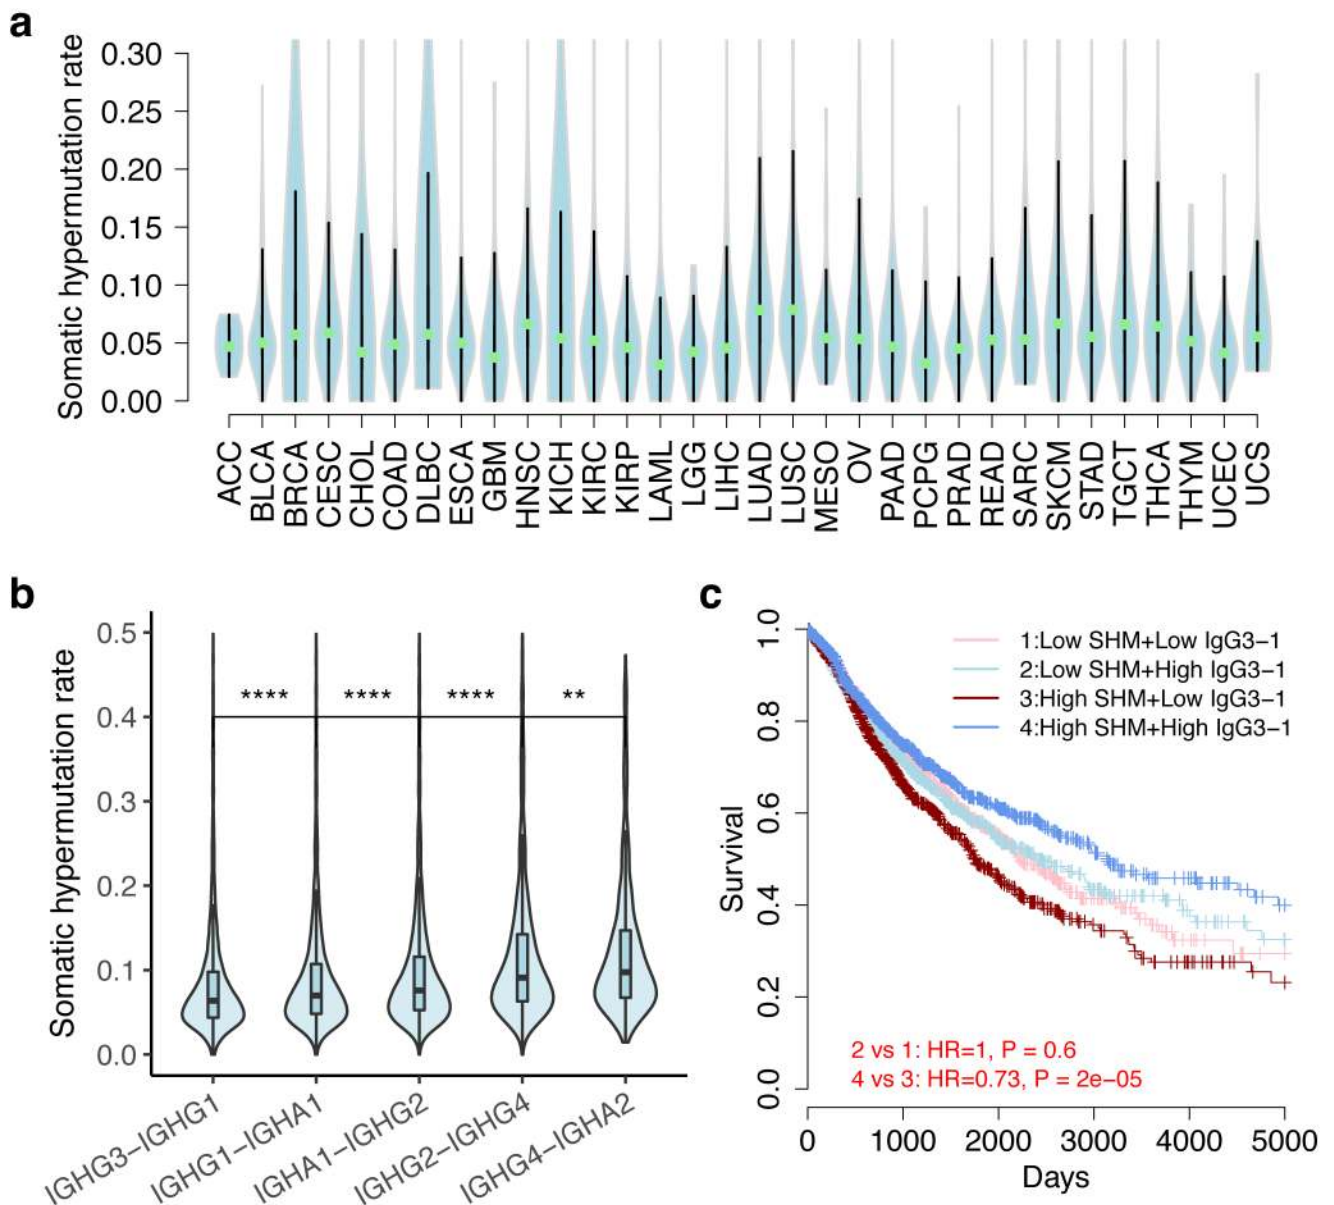 a
Somatic hypermutation rate
0.30
0.25
0.20
0.15
0.10
0.05
0.00
ACC
BLCA
BRCA
CESC
CHOL
COAD
DLBC
ESCA
GBM
HNSC
KICH
KIRC
KIRP
LAML
LGG
LIHC
LUAD
LUSC
MESO
OV
PAAD
PCPG
PRAD
READ
SARC
SKCM
STAD
TGCT
THCA
THYM
UCEC
UCS
b
Somatic hypermutation rate
0.5
0.4
0.3
0.2
0.1
0.0
**** **** **** **
IGHG3−IGHG1
IGHG1−IGHA1
IGHA1−IGHG2
IGHG2−IGHG4
IGHG4−IGHA2
c
Survival
1.0
0.8
0.6
0.4
0.2
0.0
1:Low SHM+Low IgG3−1
2:Low SHM+High IgG3−1
3:High SHM+Low IgG3−1
4:High SHM+High IgG3−1
2 vs 1: HR=1, P = 0.6
4 vs 3: HR=0.73, P = 2e−05
0 1000 2000 3000 4000 5000
Days